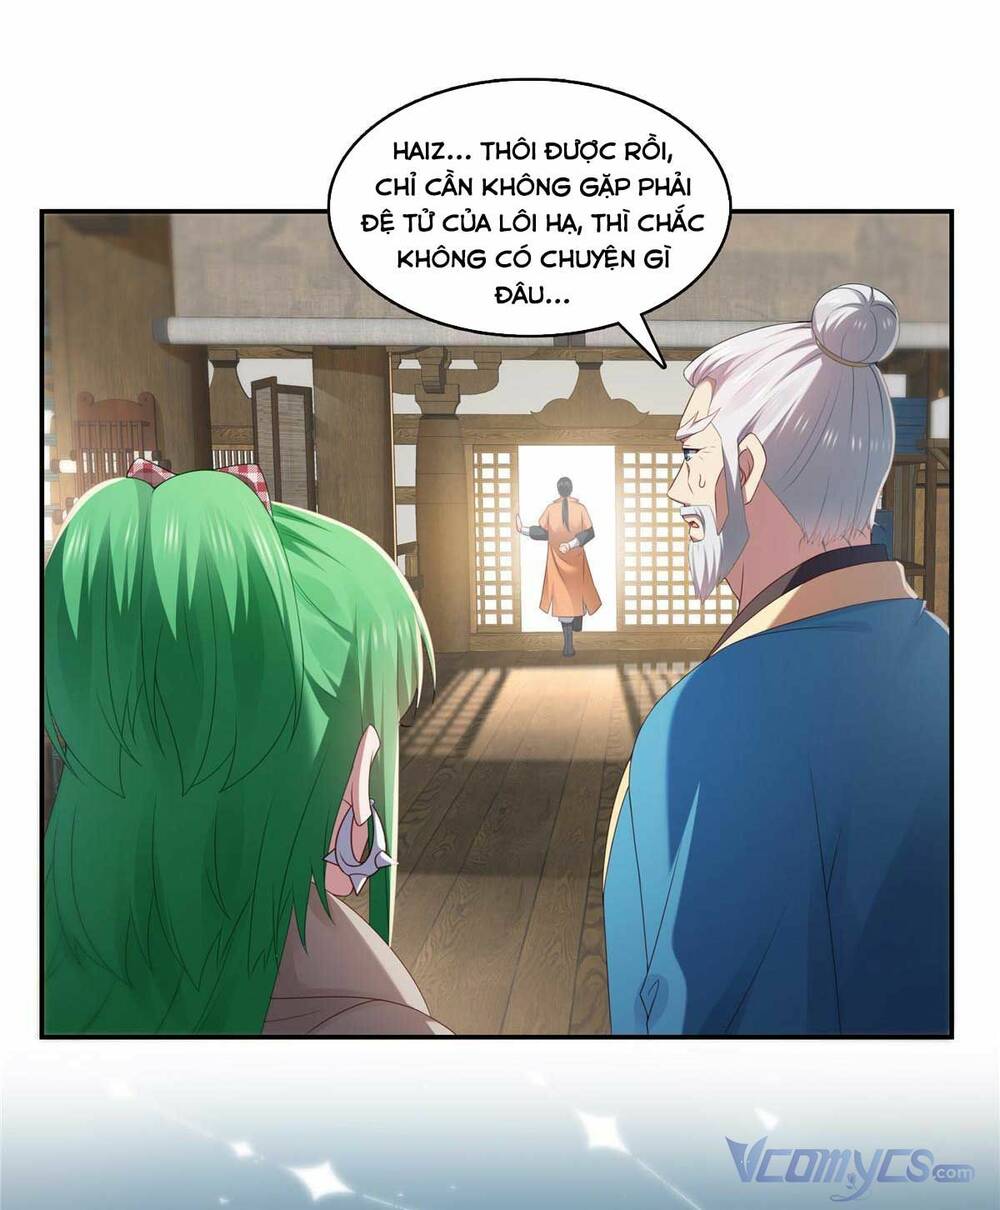 HAIZ... THÔI ĐƯỢC RỒI,
CHỈ CẦN KHÔNG GẶP PHẢI
ĐỆ TỬ CỦA LÔI HẠ, THÌ CHẮC
KHÔNG CÓ CHUYỆN GÌ
ĐÂU...
VCOMYCS.com